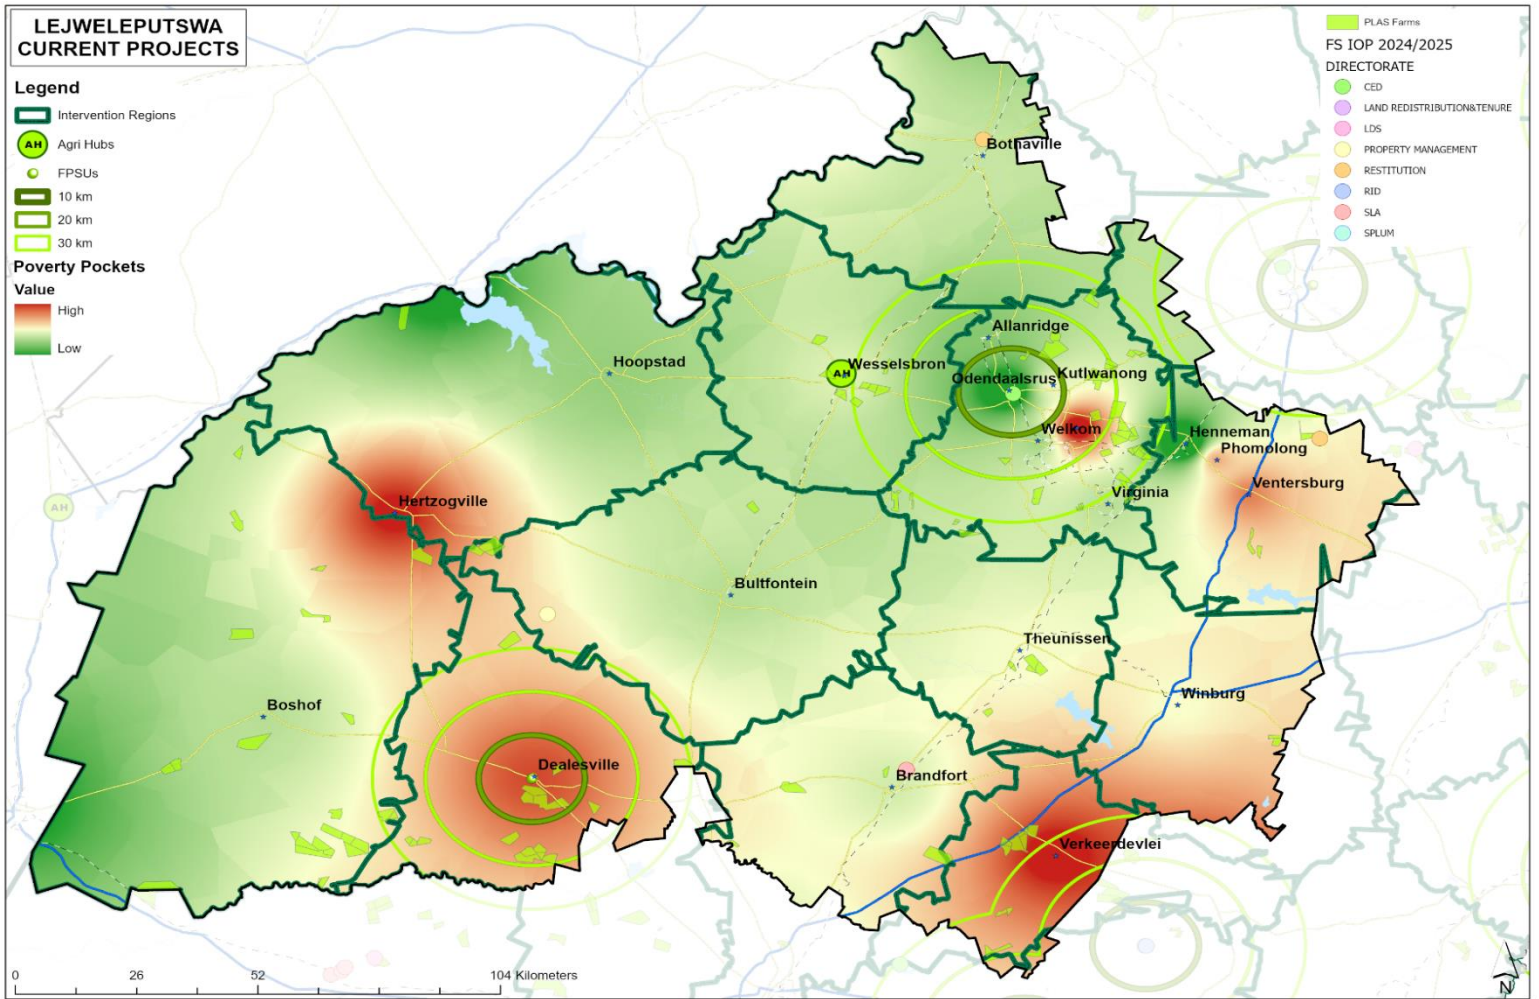 LEJWELEPUTSWA
CURRENT PROJECTS
Legend
Intervention Regions
AH Agri Hubs
FPSUs
10 km
20 km
30 km
Poverty Pockets
Value
High
Low
PLAS Farms
FS IOP 2024/2025
DIRECTORATE
CED
LAND REDISTRIBUTION&TENURE
LDS
PROPERTY MANAGEMENT
RESTITUTION
RID
SLA
SPLUM
Bothaville
Allanridge
Hoopstad
AH Wesselsbron
Odendaalsrus
Kutlwanong
Welkom
Henneman
Phomolong
Ventersburg
Virginia
Hertzogville
AH
Bultfontein
Theunissen
Winburg
Boshof
Dealesville
Brandfort
Verkeerdevlei
0 26 52 104 Kilometers
N